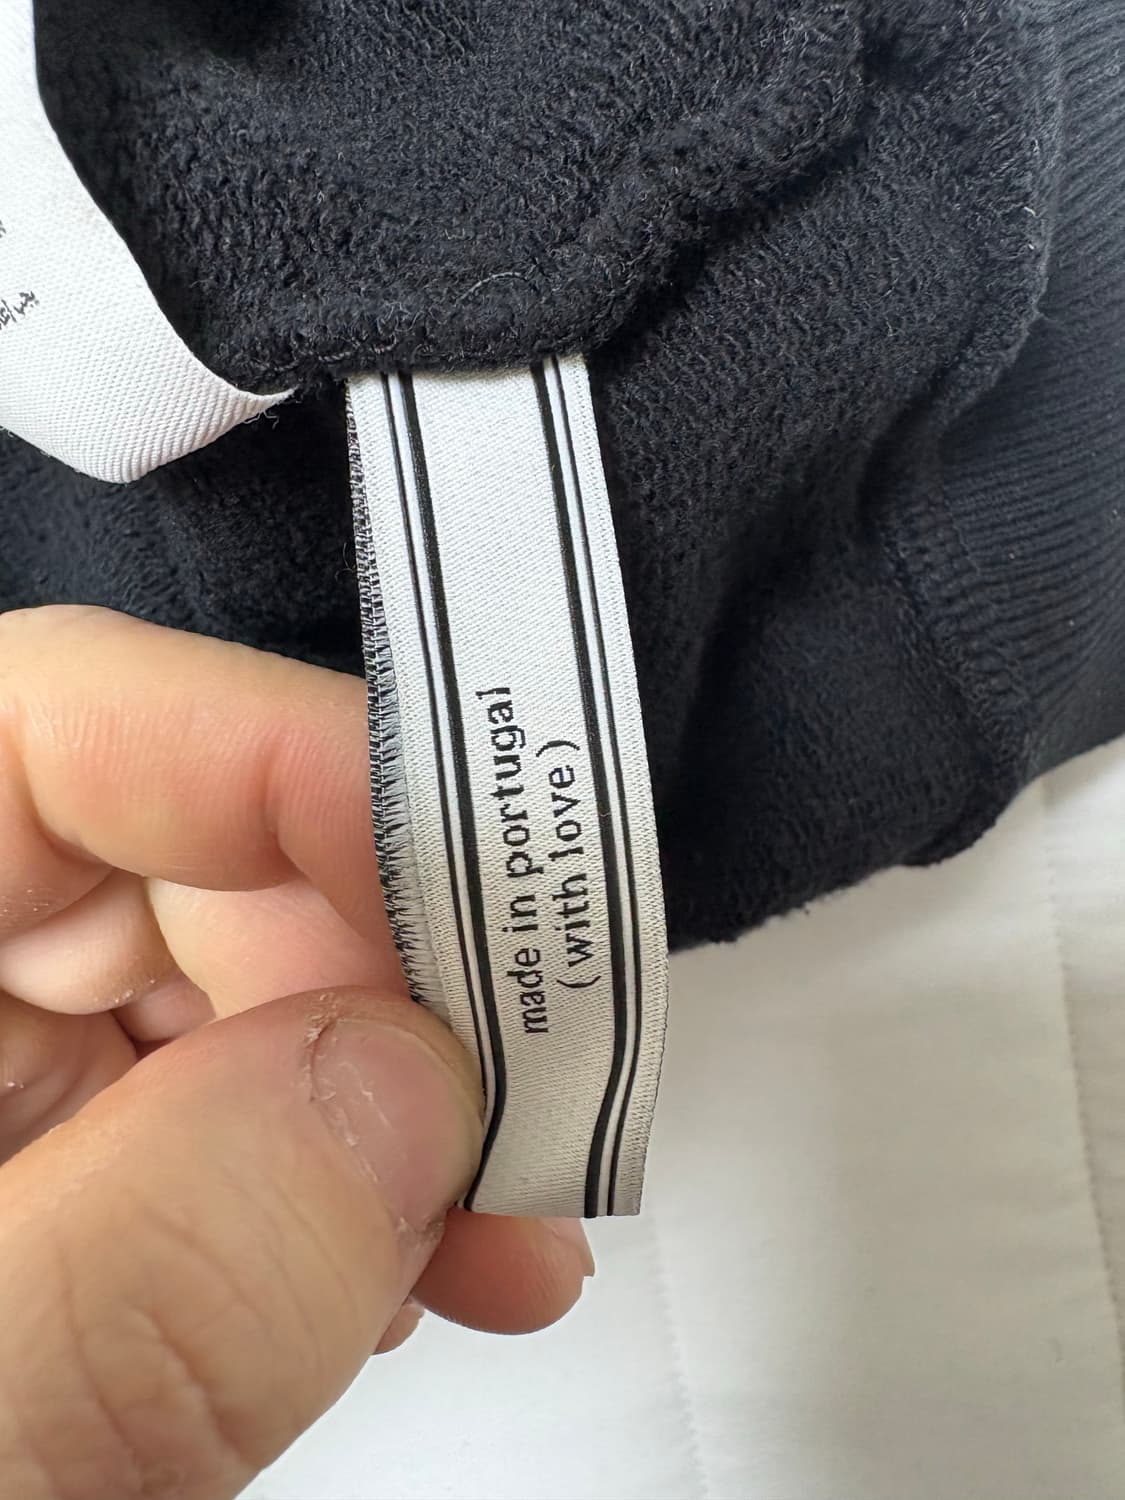 made in portugal
(with love)